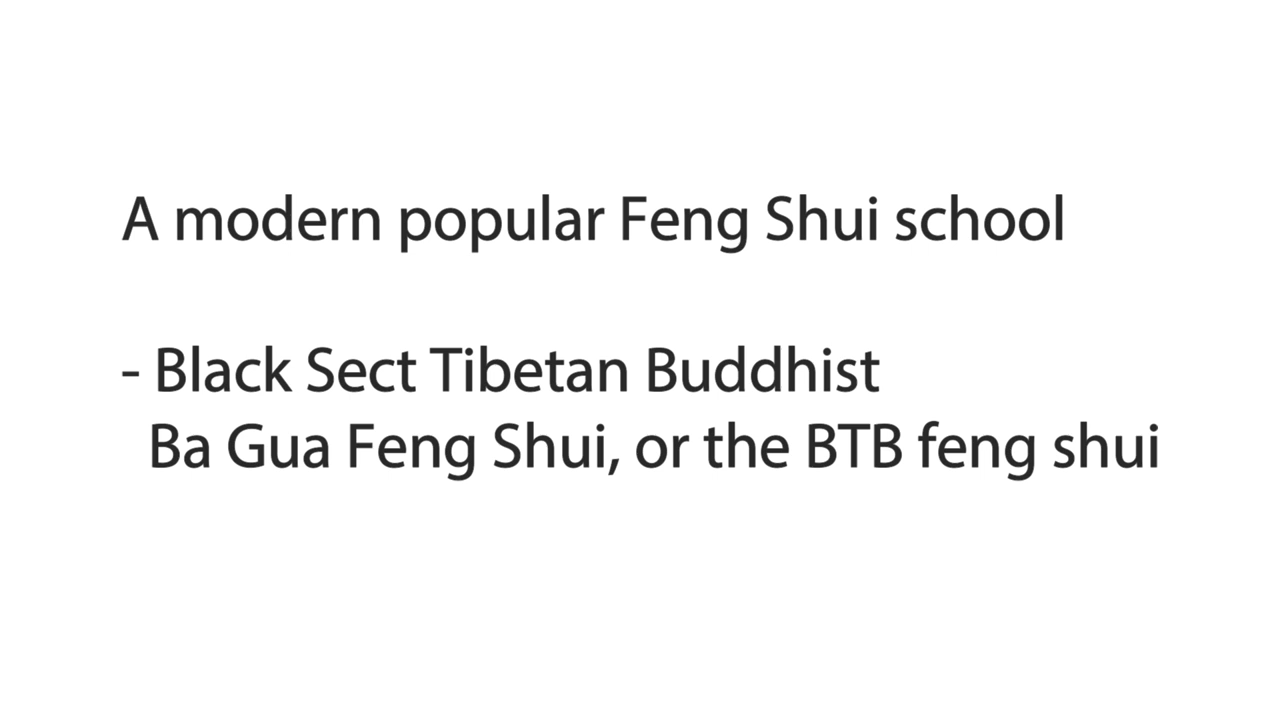 A modern popular Feng Shui school
- Black Sect Tibetan Buddhist
Ba Gua Feng Shui, or the BTB feng shui